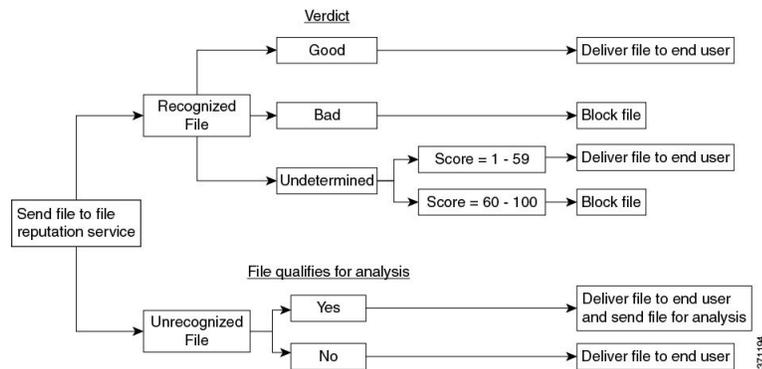 Verdict
Good
Deliver file to end user
Recognized
File
Bad
Block file
Undetermined
Score = 1 - 59
Deliver file to end user
Score = 60 - 100
Block file
Send file to file
reputation service
File qualifies for analysis
Unrecognized
File
Yes
Deliver file to end user
and send file for analysis
No
Deliver file to end user
371194